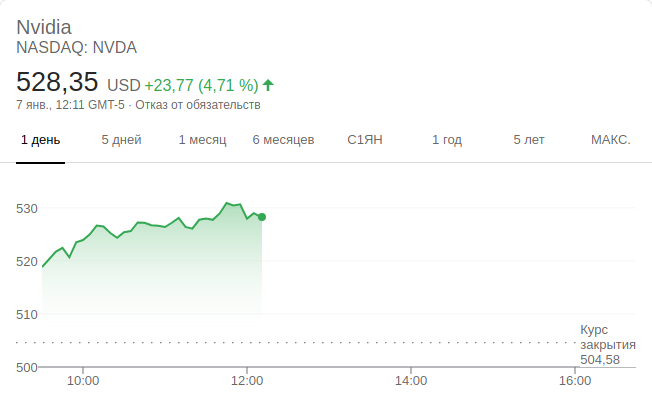 Nvidia
NASDAQ: NVDA
528,35 USD +23,77 (4,71 %)
7 янв., 12:11 GMT-5 · Отказ от обязательств
1 день 5 дней 1 месяц 6 месяцев С1ЯН 1 год 5 лет МАКС.
530
520
510
Курс
закрытия
504,58
500
10:00 12:00 14:00 16:00